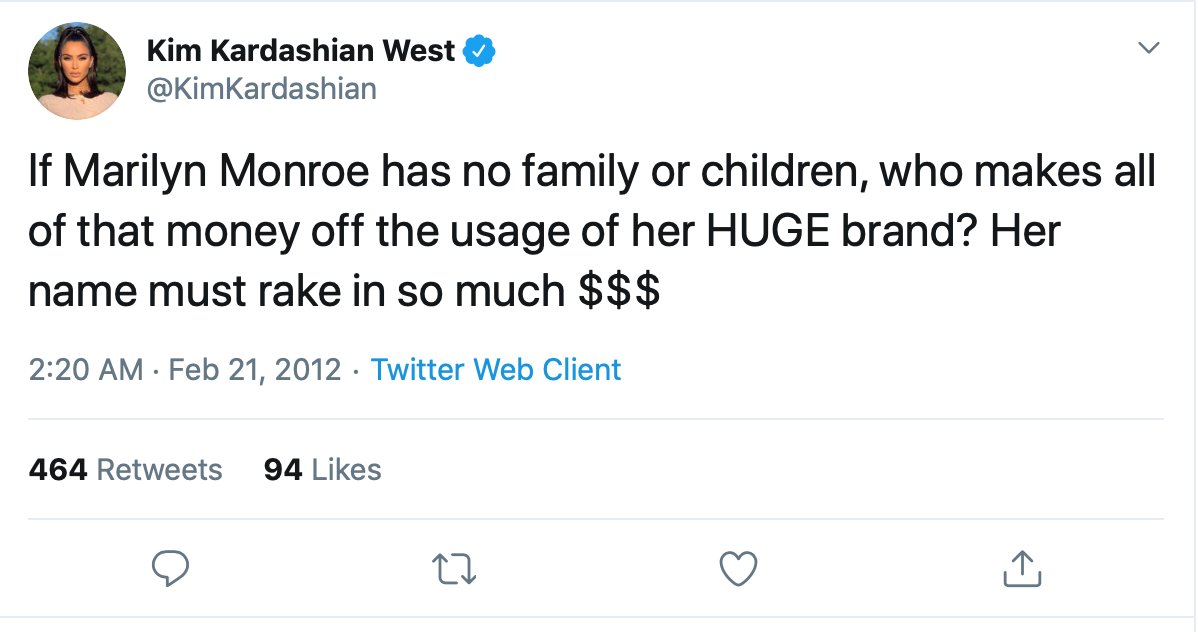 Kim Kardashian West
@KimKardashian
If Marilyn Monroe has no family or children, who makes all
of that money off the usage of her HUGE brand? Her
name must rake in so much $$$
2:20 AM · Feb 21, 2012 · Twitter Web Client
464 Retweets 94 Likes